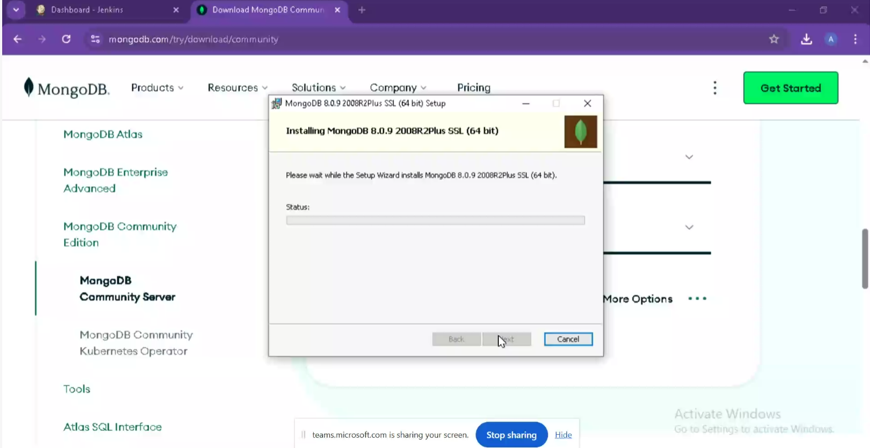 Dashboard - Jenkins
Download MongoDB Commun
mongodb.com/try/download/community
A
MongoDB.
Products
Resources
Solutions
Company
Pricing
Get Started
MongoDB 8.0.9 2008R2Plus SSL (64 bit) Setup
Installing MongoDB 8.0.9 2008R2Plus SSL (64 bit)
Please wait while the Setup Wizard installs MongoDB 8.0.9 2008R2Plus SSL (64 bit).
Status:
Back
Next
Cancel
MongoDB Atlas
MongoDB Enterprise
Advanced
MongoDB Community
Edition
MongoDB
Community Server
MongoDB Community
Kubernetes Operator
Tools
Atlas SQL Interface
More Options
teams.microsoft.com is sharing your screen.
Stop sharing
Hide
Activate Windows
Go to Settings to activate Windows.